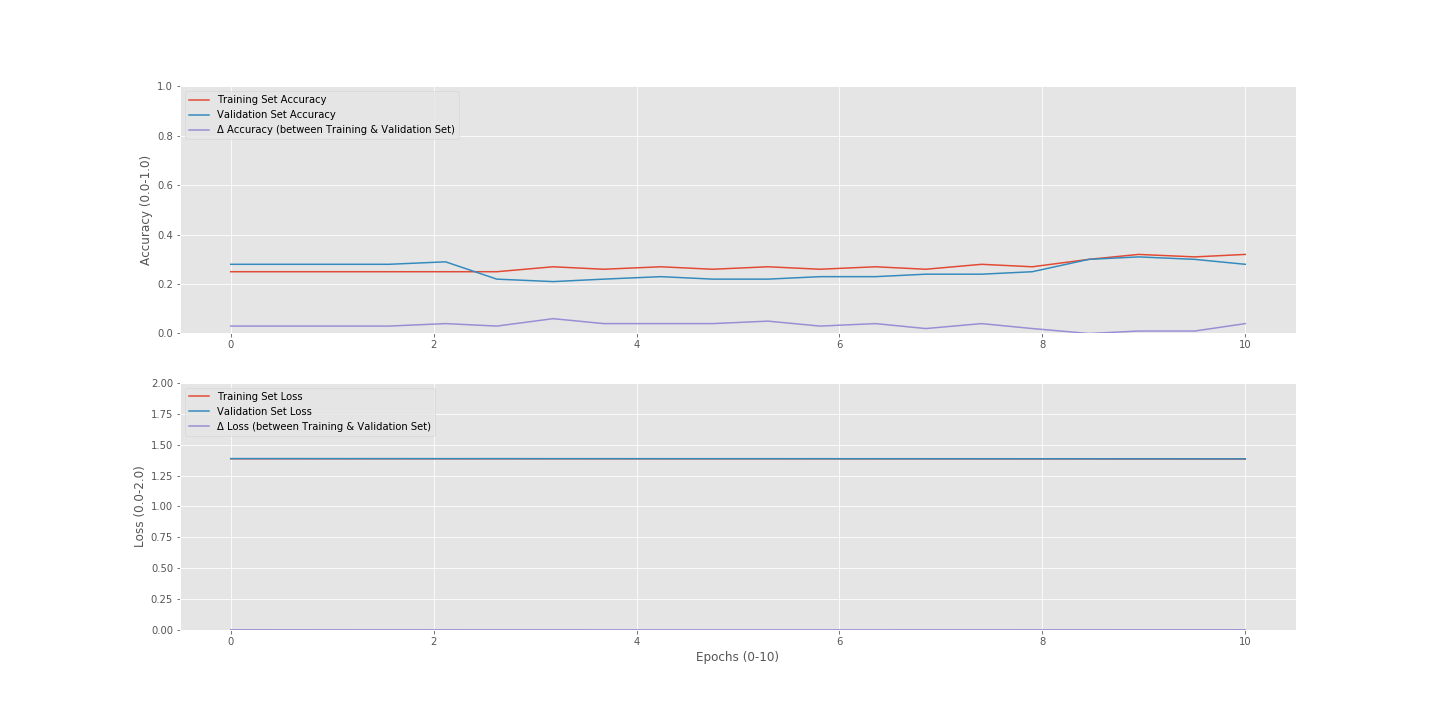 1.0
0.8
0.6
0.4
0.2
0.0
Accuracy (0.0-1.0)
Training Set Accuracy
Validation Set Accuracy
Δ Accuracy (between Training & Validation Set)
0 2 4 6 8 10
2.00
1.75
1.50
1.25
1.00
0.75
0.50
0.25
0.00
Loss (0.0-2.0)
Training Set Loss
Validation Set Loss
Δ Loss (between Training & Validation Set)
0 2 4 6 8 10
Epochs (0-10)